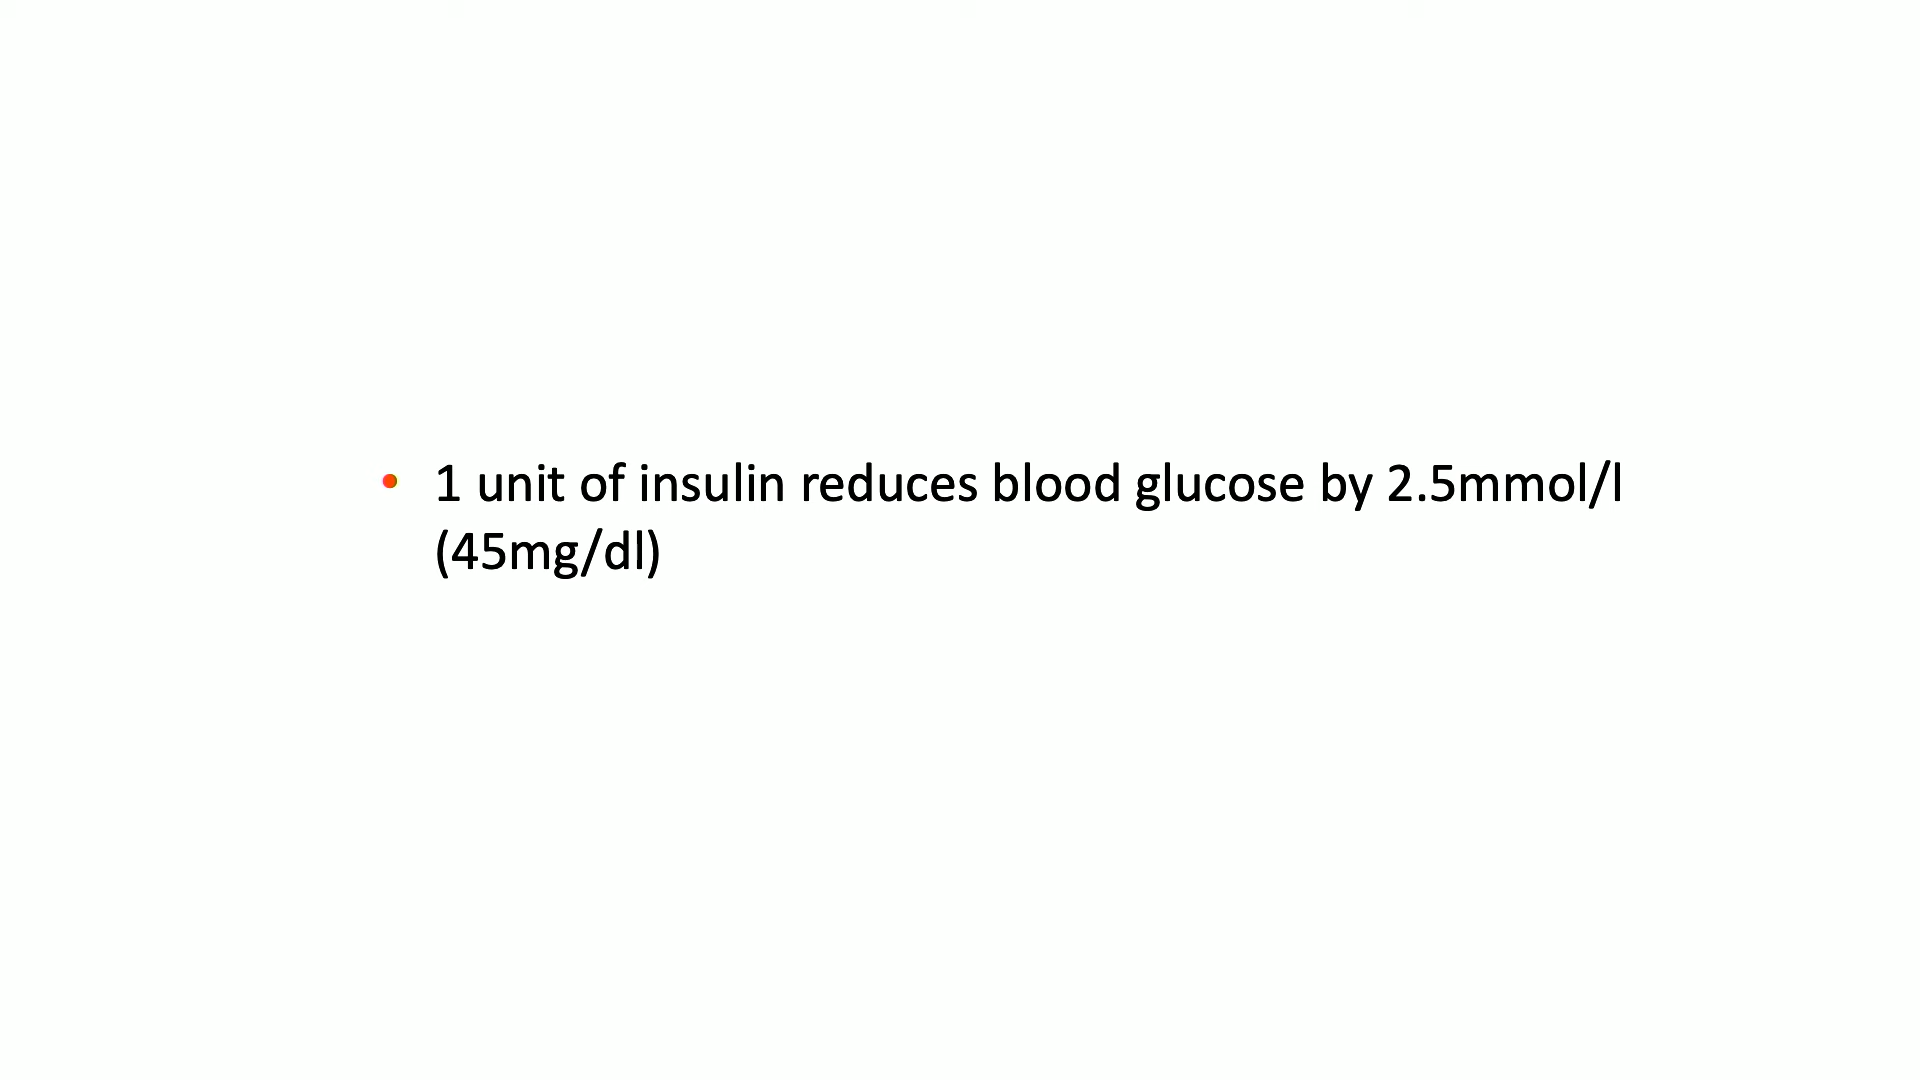 • 1 unit of insulin reduces blood glucose by 2.5mmol/l
(45mg/dl)